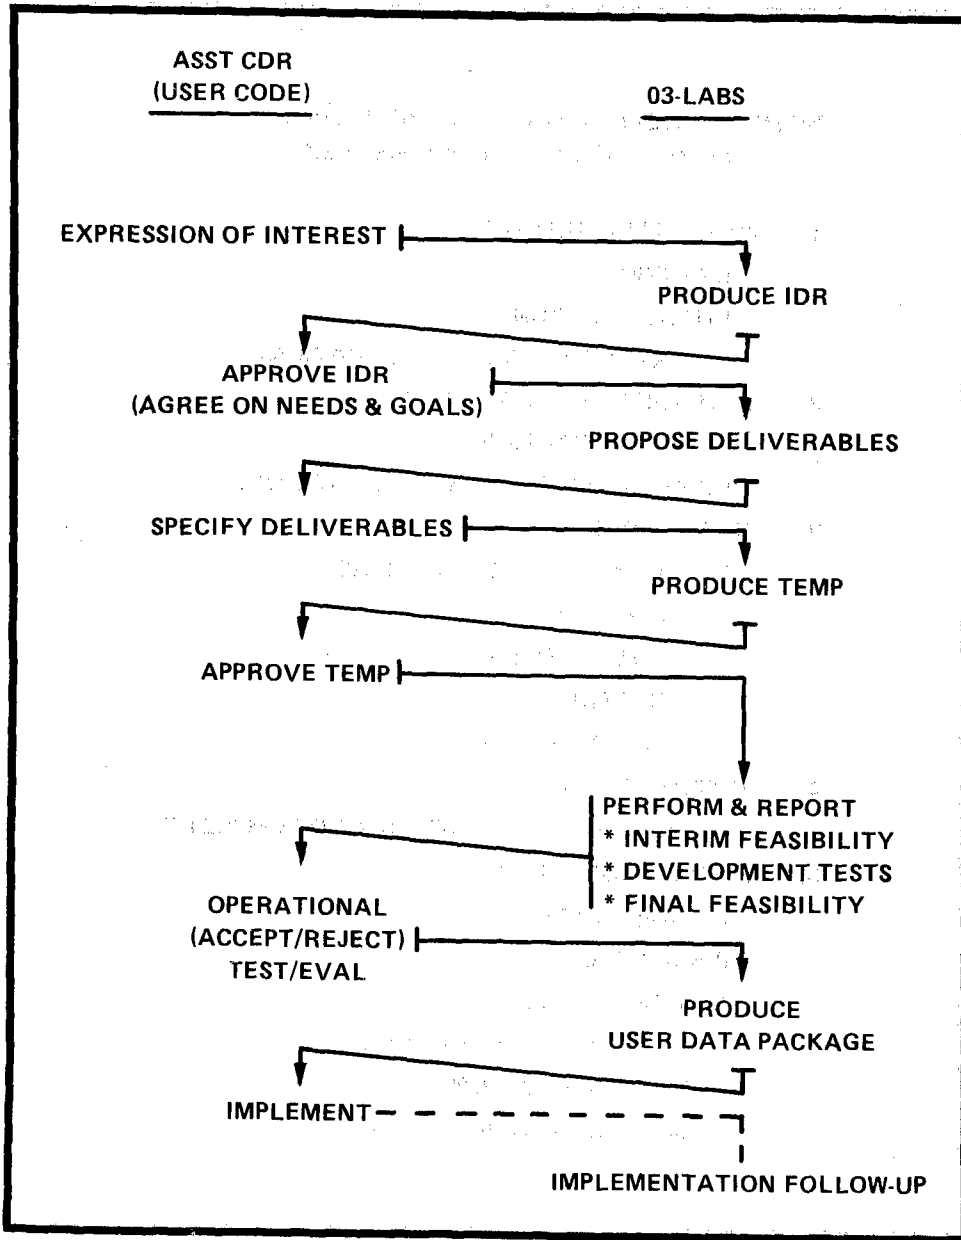 ASST CDR
(USER CODE)
03-LABS
EXPRESSION OF INTEREST
PRODUCE IDR
APPROVE IDR
(AGREE ON NEEDS & GOALS)
PROPOSE DELIVERABLES
SPECIFY DELIVERABLES
PRODUCE TEMP
APPROVE TEMP
PERFORM & REPORT
* INTERIM FEASIBILITY
* DEVELOPMENT TESTS
* FINAL FEASIBILITY
OPERATIONAL
(ACCEPT/REJECT)
TEST/EVAL
PRODUCE
USER DATA PACKAGE
IMPLEMENT
IMPLEMENTATION FOLLOW-UP